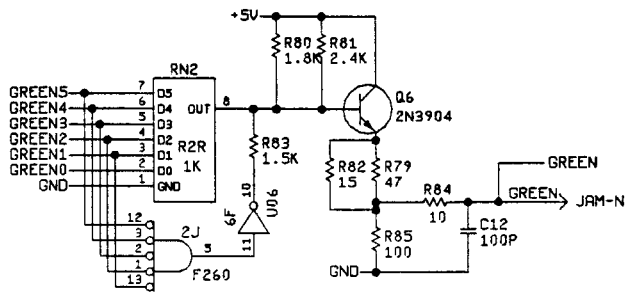 +5V
R80
1.8K
R81
2.4K
RN2
Q6
2N3904
GREEN5 7 D5
GREEN4 6 D4
GREEN3 5 D3
GREEN2 4 D2
GREEN1 3 D1
GREEN0 2 D0
GND 1 GND
OUT 8
R2R
1K
R83
1.5K
R82
15
R79
47
R84
10
GREEN
GREEN
JAM-N
10
6F
U06
11
12
3
2
1
13
2J
5
F260
C12
100P
R85
100
GND